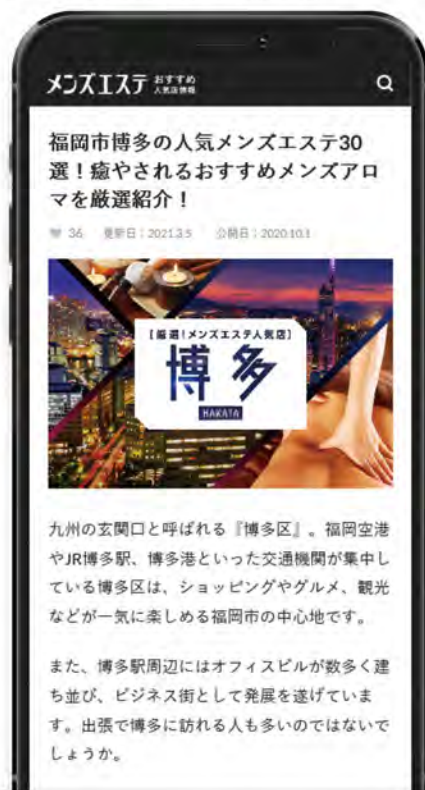 メンズエステ おすすめ人気店情報
福岡市博多の人気メンズエステ30
選！癒やされるおすすめメンズアロ
マを厳選紹介！
36 更新日：2021.3.5 公開日：2020.10.1
【厳選！メンズエステ人気店】
博多
HAKATA
九州の玄関口と呼ばれる『博多区』。福岡空港
やJR博多駅、博多港といった交通機関が集中し
ている博多区は、ショッピングやグルメ、観光
などが一気に楽しめる福岡市の中心地です。
また、博多駅周辺にはオフィスビルが数多く建
ち並び、ビジネス街として発展を遂げていま
す。出張で博多に訪れる人も多いのではないで
しょうか。